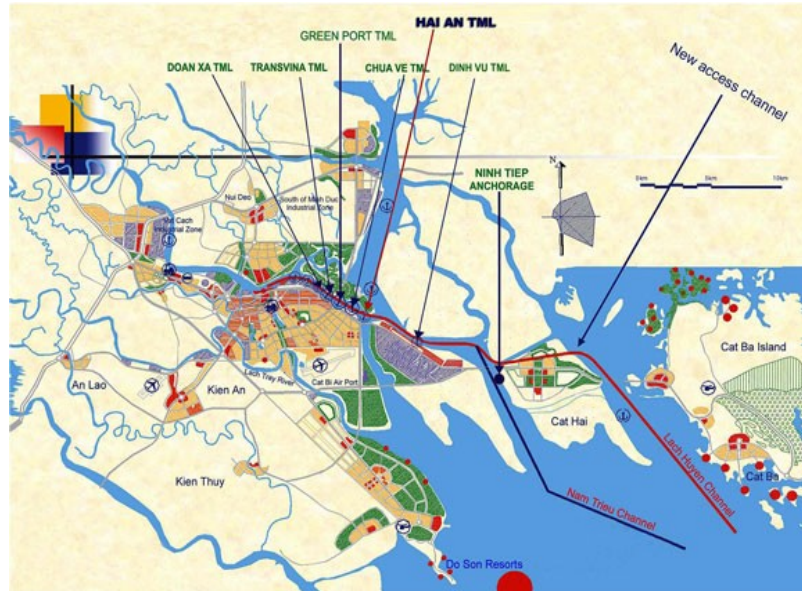 HAI AN TML
GREEN PORT TML
DOAN XA TML
TRANSVINA TML
CHUA VE TML
DINH VU TML
New access channel
NINH TIEP
ANCHORAGE
N
0km
5km
10km
Nui Deo
South of Minh Duc
Industrial Zone
Vat Cach
Industrial Zone
Cat Ba Island
An Lao
Kien An
Lach Tray River
Cat Bi Air Port
Cat Hai
Cat Ba
Kien Thuy
Nam Trieu Channel
Lach Huyen Channel
Do Son Resorts